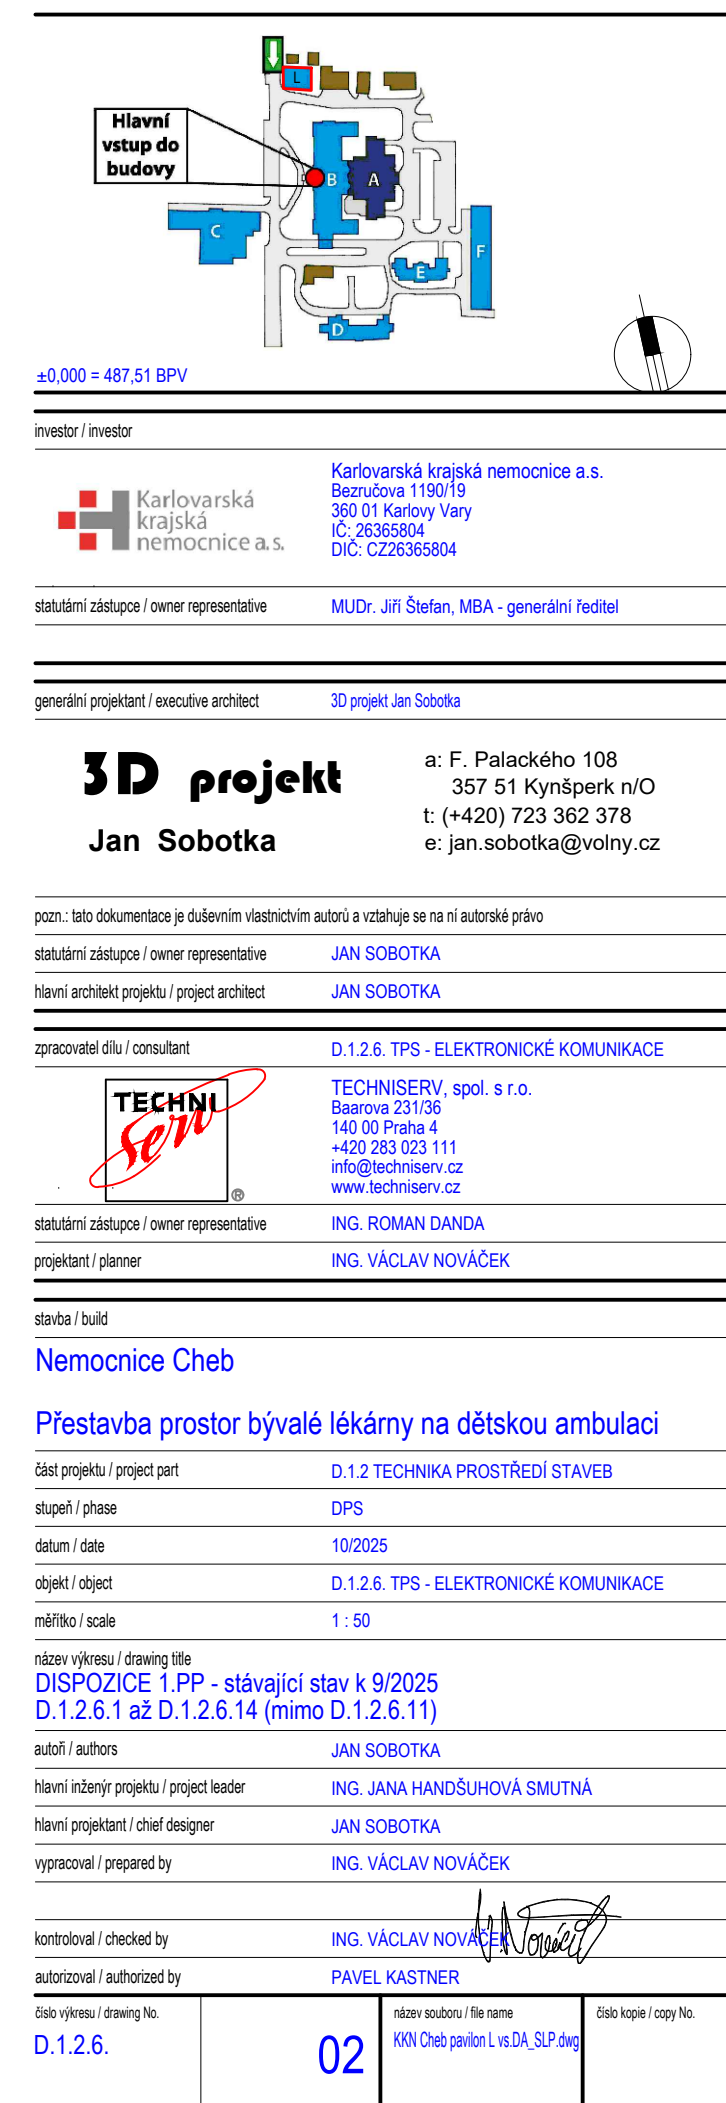 L
Hlavní
vstup do
budovy
B
A
C
F
E
D
±0,000 = 487,51 BPV
investor / investor
Karlovarská
krajská
nemocnice a.s.
Karlovarská krajská nemocnice a.s.
Bezručova 1190/19
360 01 Karlovy Vary
IČ: 26365804
DIČ: CZ26365804
statutární zástupce / owner representative
MUDr. Jiří Štefan, MBA - generální ředitel
generální projektant / executive architect
3D projekt Jan Sobotka
3D projekt
Jan Sobotka
a: F. Palackého 108
357 51 Kynšperk n/O
t: (+420) 723 362 378
e: jan.sobotka@volny.cz
pozn.: tato dokumentace je duševním vlastnictvím autorů a vztahuje se na ní autorské právo
statutární zástupce / owner representative
JAN SOBOTKA
hlavní architekt projektu / project architect
JAN SOBOTKA
zpracovatel dílu / consultant
D.1.2.6. TPS - ELEKTRONICKÉ KOMUNIKACE
TECHNI
Serv
®
TECHNISERV, spol. s r.o.
Baarova 231/36
140 00 Praha 4
+420 283 023 111
info@techniserv.cz
www.techniserv.cz
statutární zástupce / owner representative
ING. ROMAN DANDA
projektant / planner
ING. VÁCLAV NOVÁČEK
stavba / build
Nemocnice Cheb
Přestavba prostor bývalé lékárny na dětskou ambulaci
část projektu / project part
D.1.2 TECHNIKA PROSTŘEDÍ STAVEB
stupeň / phase
DPS
datum / date
10/2025
objekt / object
D.1.2.6. TPS - ELEKTRONICKÉ KOMUNIKACE
měřítko / scale
1 : 50
název výkresu / drawing title
DISPOZICE 1.PP - stávající stav k 9/2025
D.1.2.6.1 až D.1.2.6.14 (mimo D.1.2.6.11)
autoři / authors
JAN SOBOTKA
hlavní inženýr projektu / project leader
ING. JANA HANDŠUHOVÁ SMUTNÁ
hlavní projektant / chief designer
JAN SOBOTKA
vypracoval / prepared by
ING. VÁCLAV NOVÁČEK
kontroloval / checked by
ING. VÁCLAV NOVÁČEK
autorizoval / authorized by
PAVEL KASTNER
číslo výkresu / drawing No.
D.1.2.6.
02
název souboru / file name
KKN Cheb pavilon L vs.DA_SLP.dwg
číslo kopie / copy No.